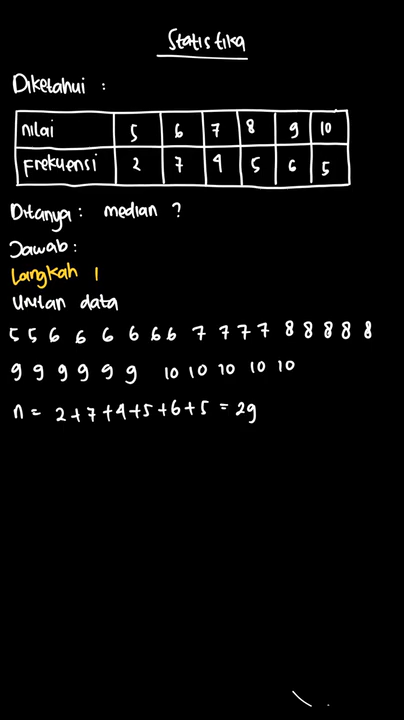 Statistika
Diketahui :
nilai 5 6 7 8 9 10
Frekuensi 2 7 4 5 6 5
Ditanya : median ?
Jawab :
Langkah 1
Urutan data
5 5 6 6 6 6 6 6 7 7 7 7 8 8 8 8 8
9 9 9 9 9 9 10 10 10 10 10
n = 2 + 7 + 4 + 5 + 6 + 5 = 29